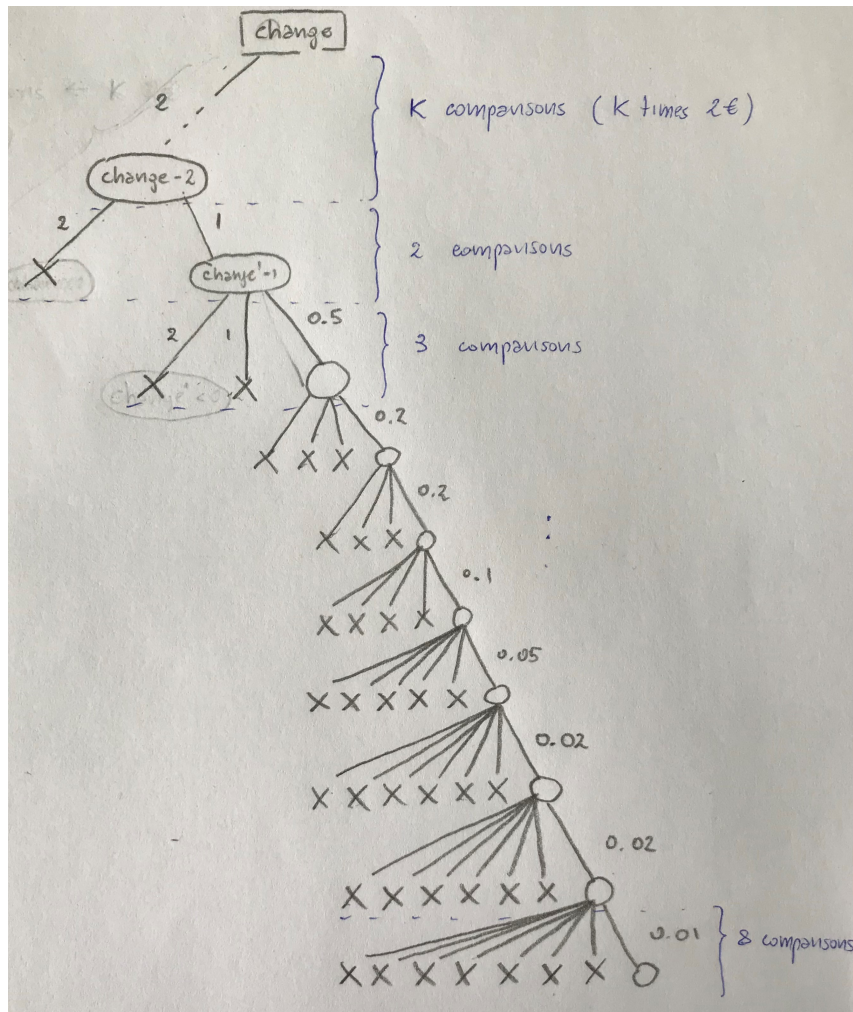 change
2
K comparisons ( K times 2€)
change-2
2
1
2 comparisons
change'-1
0.5
2
1
3 comparisons
0.2
0.2
0.1
0.05
0.02
0.02
0.01
8 comparisons